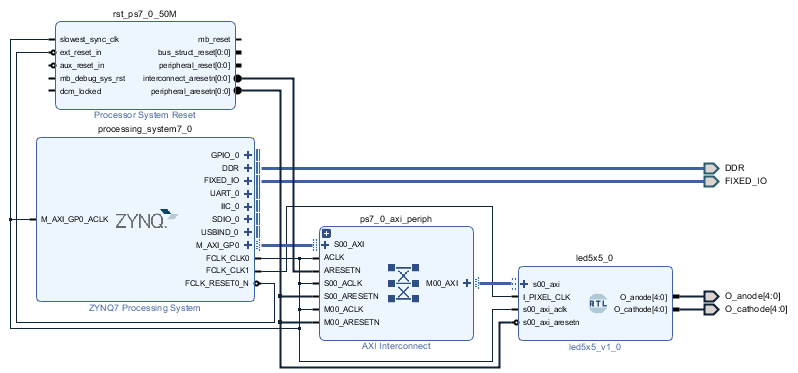 rst_ps7_0_50M
slowest_sync_clk mb_reset
ext_reset_in bus_struct_reset[0:0]
aux_reset_in peripheral_reset[0:0]
mb_debug_sys_rst interconnect_aresetn[0:0]
dcm_locked peripheral_aresetn[0:0]
Processor System Reset
processing_system7_0
GPIO_0
DDR
FIXED_IO
UART_0
IIC_0
M_AXI_GP0_ACLK ZYNQ SDIO_0
USBIND_0
M_AXI_GP0
FCLK_CLK0
FCLK_CLK1
FCLK_RESET0_N
ZYNQ7 Processing System
DDR
FIXED_IO
ps7_0_axi_periph
S00_AXI
ACLK
ARESETN
S00_ACLK M00_AXI
S00_ARESETN
M00_ACLK
M00_ARESETN
AXI Interconnect
led5x5_0
s00_axi
I_PIXEL_CLK O_anode[4:0]
s00_axi_aclk RTL O_cathode[4:0]
s00_axi_aresetn
led5x5_v1_0
O_anode[4:0]
O_cathode[4:0]